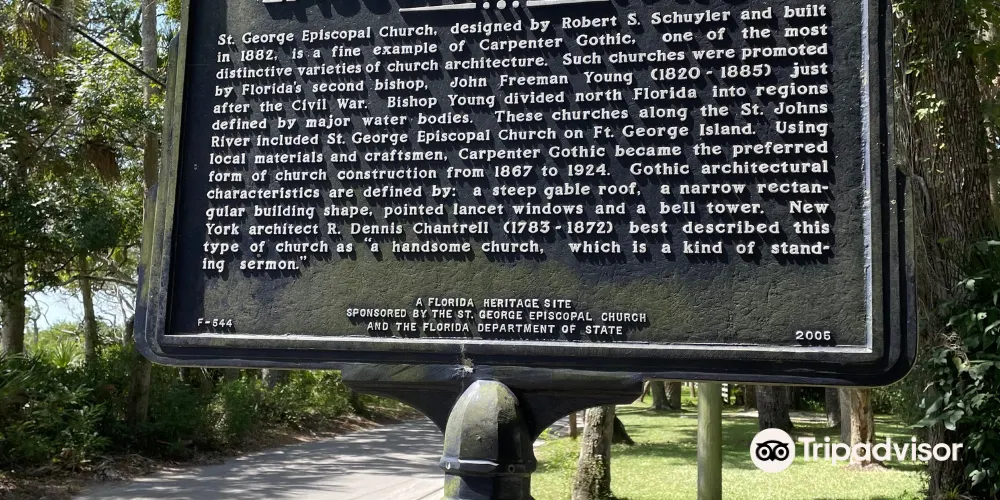 St. George Episcopal Church, designed by Robert S. Schuyler and built
in 1882, is a fine example of Carpenter Gothic, one of the most
distinctive varieties of church architecture. Such churches were promoted
by Florida's second bishop, John Freeman Young (1820-1885) just
after the Civil War. Bishop Young divided north Florida into regions
defined by major water bodies. These churches along the St. Johns
River included St. George Episcopal Church on Ft. George Island. Using
local materials and craftsmen, Carpenter Gothic became the preferred
form of church construction from 1867 to 1924. Gothic architectural
characteristics are defined by: a steep gable roof, a narrow rectan-
gular building shape, pointed lancet windows and a bell tower. New
York architect R. Dennis Chantrell (1783-1872) best described this
type of church as "a handsome church, which is a kind of stand-
ing sermon."
A FLORIDA HERITAGE SITE
SPONSORED BY THE ST. GEORGE EPISCOPAL CHURCH
AND THE FLORIDA DEPARTMENT OF STATE
F-544
2005
Tripadvisor